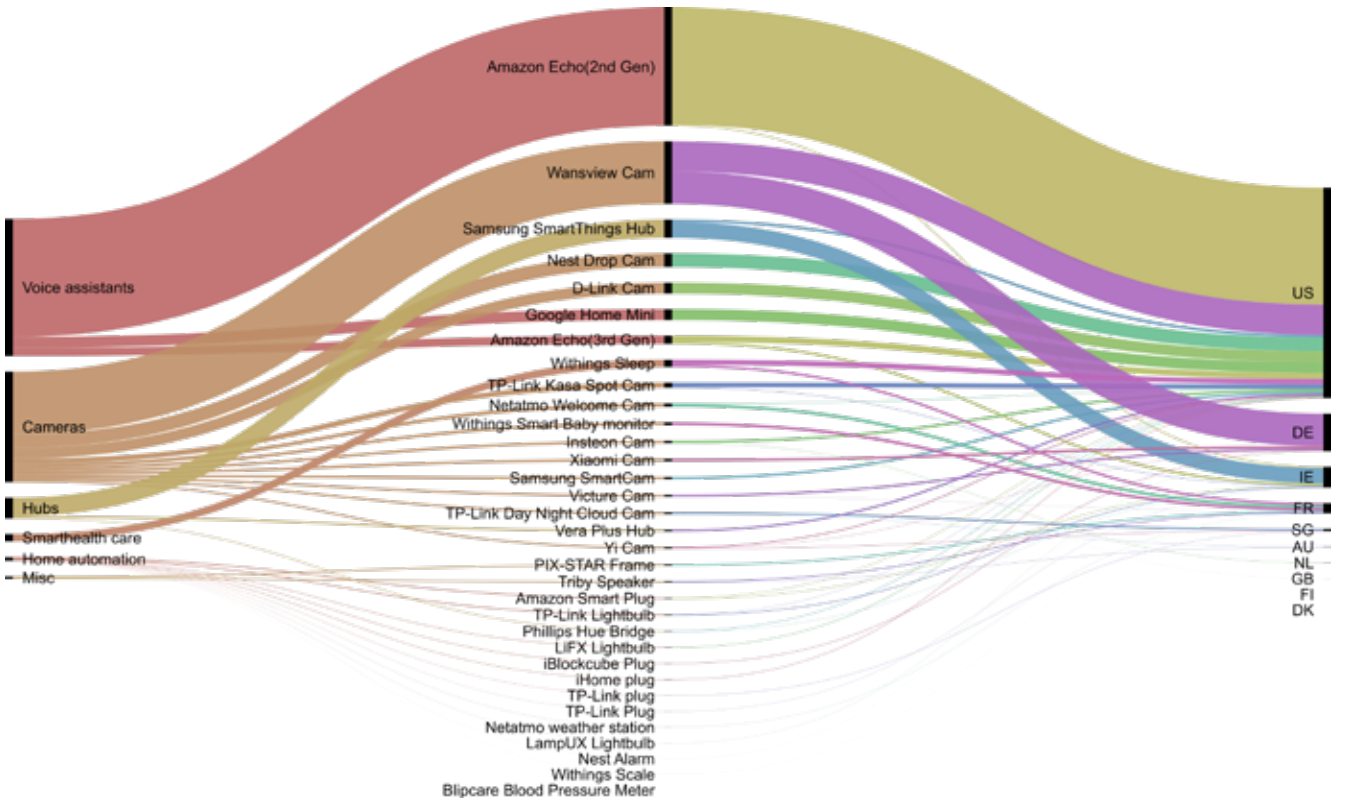 Voice assistants
Cameras
Hubs
Smarthealth care
Home automation
Misc
Amazon Echo(2nd Gen)
Wansview Cam
Samsung SmartThings Hub
Nest Drop Cam
D-Link Cam
Google Home Mini
Amazon Echo(3rd Gen)
Withings Sleep
TP-Link Kasa Spot Cam
Netatmo Welcome Cam
Withings Smart Baby monitor
Insteon Cam
Xiaomi Cam
Samsung SmartCam
Victure Cam
TP-Link Day Night Cloud Cam
Vera Plus Hub
Yi Cam
PIX-STAR Frame
Triby Speaker
Amazon Smart Plug
TP-Link Lightbulb
Phillips Hue Bridge
LiFX Lightbulb
iBlockcube Plug
iHome plug
TP-Link plug
TP-Link Plug
Netatmo weather station
LampUX Lightbulb
Nest Alarm
Withings Scale
Blipcare Blood Pressure Meter
US
DE
IE
FR
SG
AU
NL
GB
FI
DK